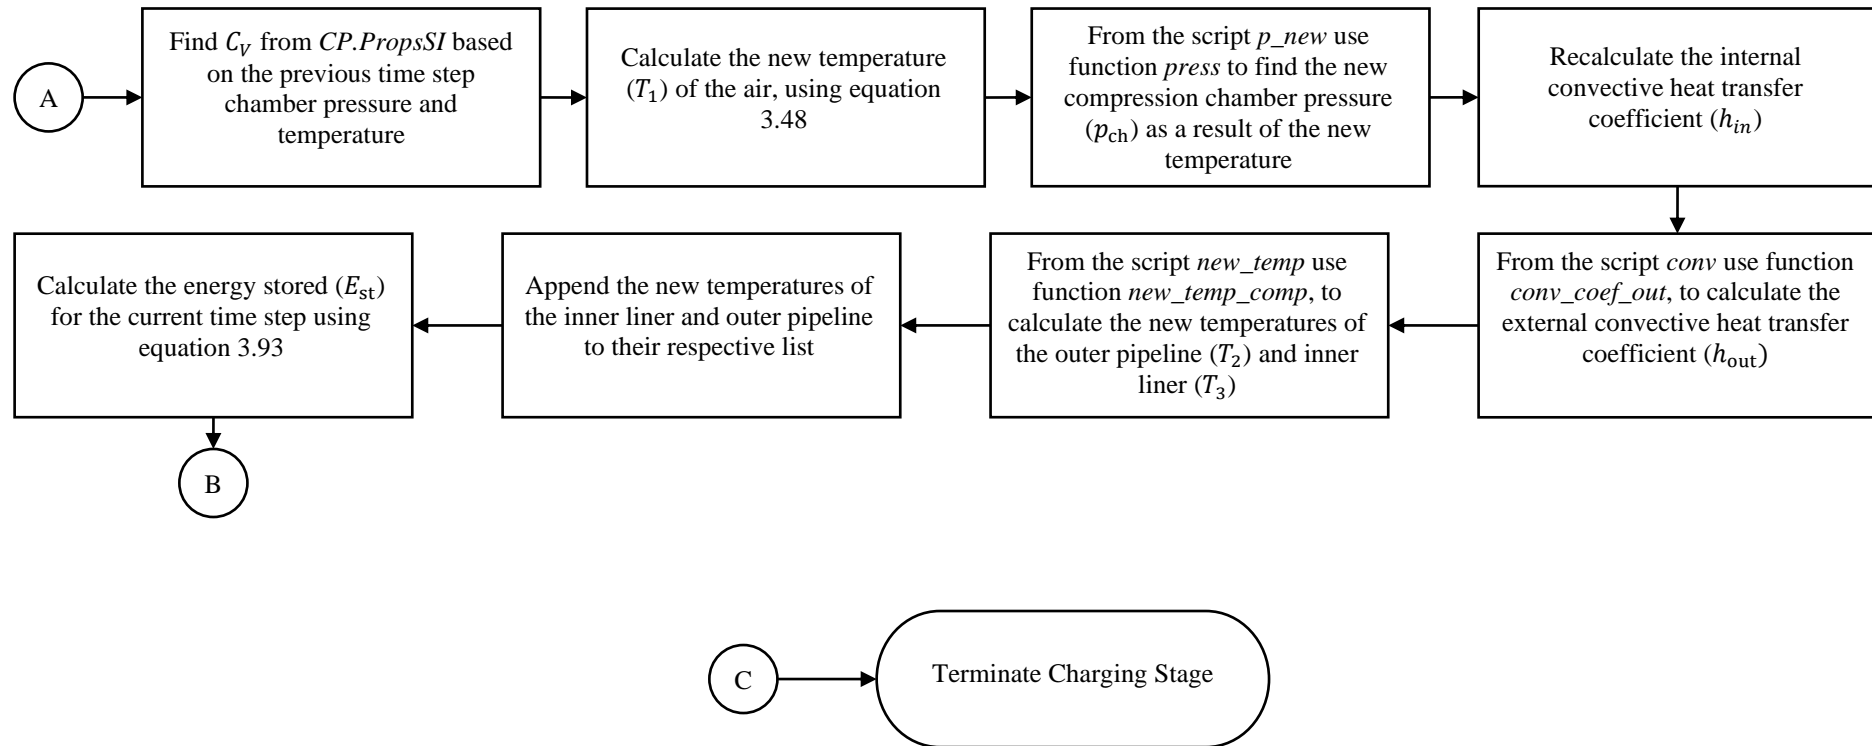 A
Find C_V from CP.PropsSI based
on the previous time step
chamber pressure and
temperature
Calculate the new temperature
(T_1) of the air, using equation
3.48
From the script p_new use
function press to find the new
compression chamber pressure
(p_ch) as a result of the new
temperature
Recalculate the internal
convective heat transfer
coefficient (h_in)
From the script conv use function
conv_coef_out, to calculate the
external convective heat transfer
coefficient (h_out)
From the script new_temp use
function new_temp_comp, to
calculate the new temperatures of
the outer pipeline (T_2) and inner
liner (T_3)
Append the new temperatures of
the inner liner and outer pipeline
to their respective list
Calculate the energy stored (E_st)
for the current time step using
equation 3.93
B
C
Terminate Charging Stage